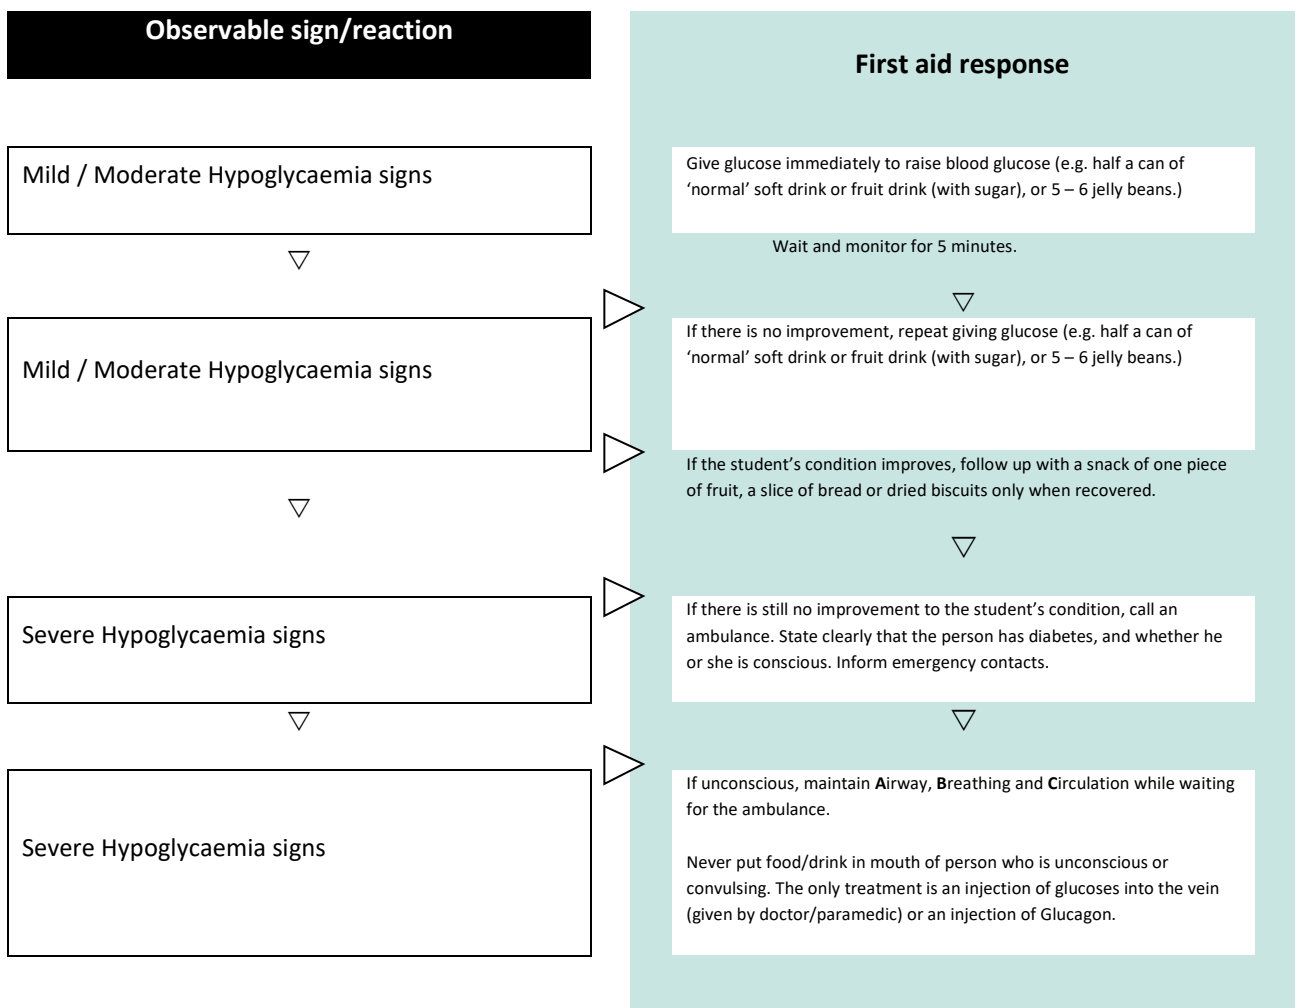 Observable sign/reaction
First aid response
Mild / Moderate Hypoglycaemia signs
Give glucose immediately to raise blood glucose (e.g. half a can of
‘normal’ soft drink or fruit drink (with sugar), or 5 – 6 jelly beans.)
Wait and monitor for 5 minutes.
Mild / Moderate Hypoglycaemia signs
If there is no improvement, repeat giving glucose (e.g. half a can of
‘normal’ soft drink or fruit drink (with sugar), or 5 – 6 jelly beans.)
If the student’s condition improves, follow up with a snack of one piece
of fruit, a slice of bread or dried biscuits only when recovered.
Severe Hypoglycaemia signs
If there is still no improvement to the student’s condition, call an
ambulance. State clearly that the person has diabetes, and whether he
or she is conscious. Inform emergency contacts.
Severe Hypoglycaemia signs
If unconscious, maintain Airway, Breathing and Circulation while waiting
for the ambulance.
Never put food/drink in mouth of person who is unconscious or
convulsing. The only treatment is an injection of glucoses into the vein
(given by doctor/paramedic) or an injection of Glucagon.